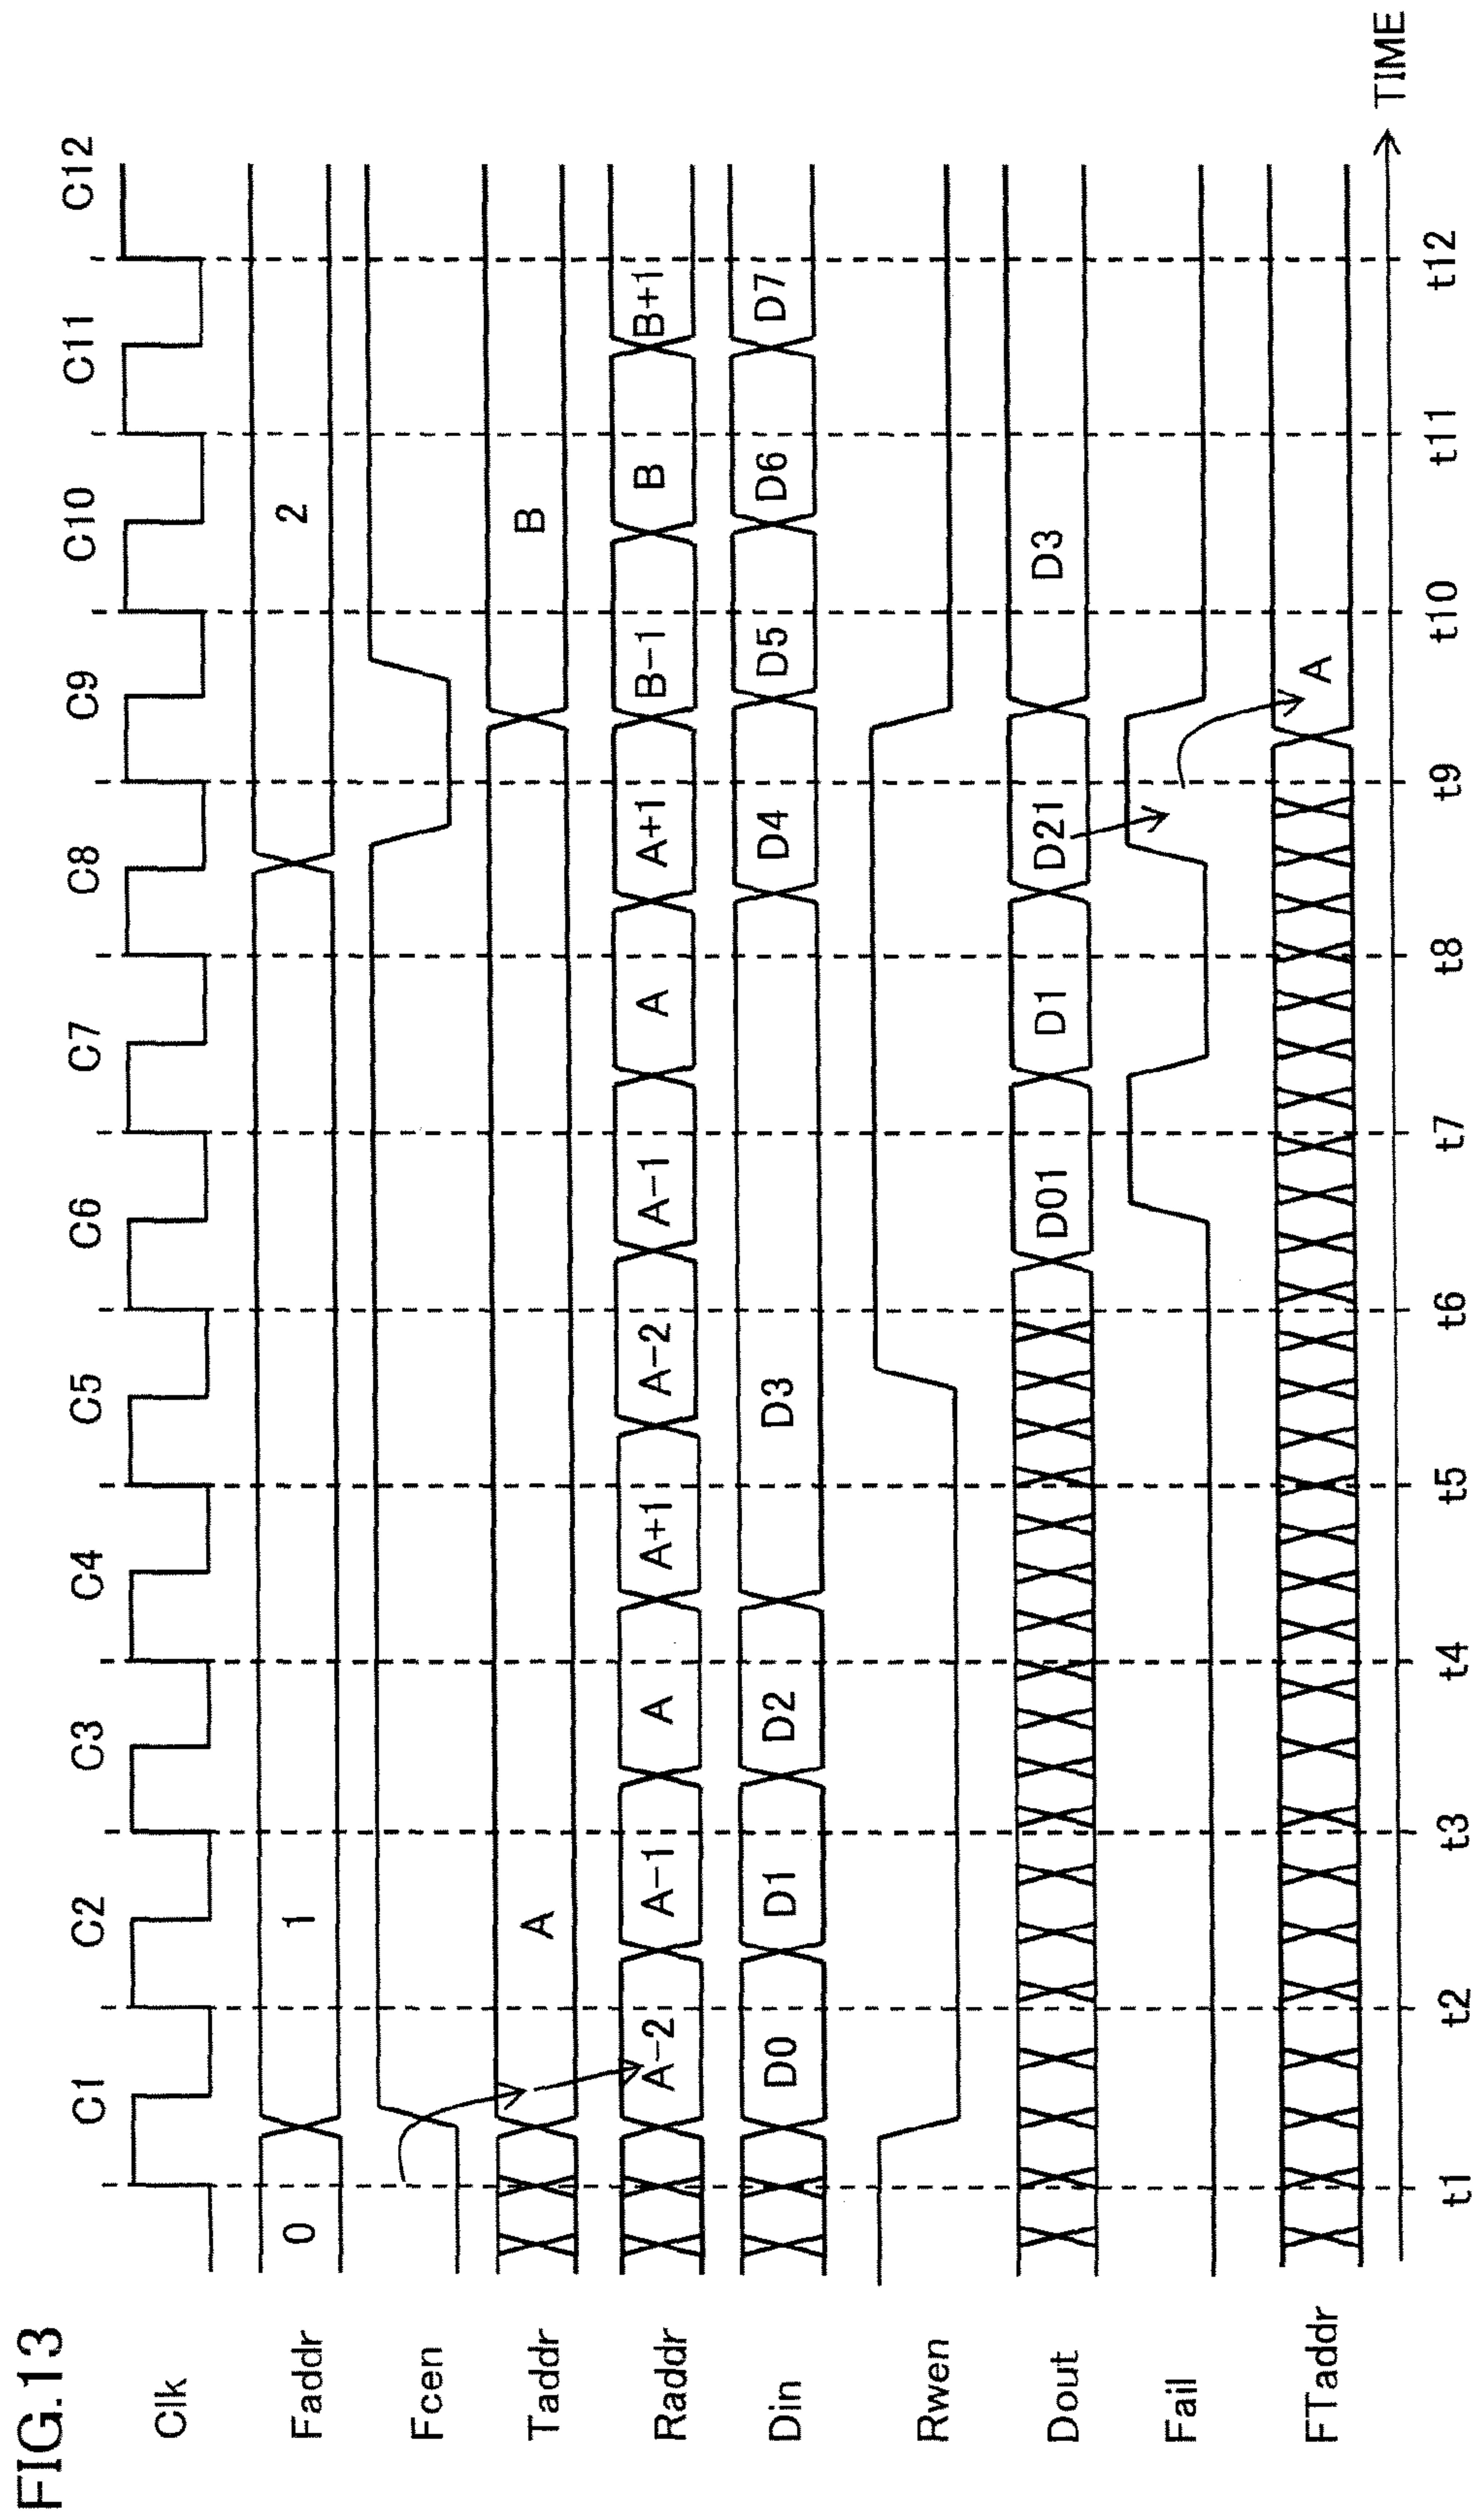 FIG.13
C1 C2 C3 C4 C5 C6 C7 C8 C9 C10 C11 C12
Clk
Faddr 0 1 2
Fcen
Taddr A B
Raddr A-2 A-1 A A+1 A-2 A-1 A A+1 B-1 B B+1
Din D0 D1 D2 D3 D4 D5 D6 D7
Rwen
Dout D01 D1 D21 D3
Fail
FTaddr A
TIME
t1 t2 t3 t4 t5 t6 t7 t8 t9 t10 t11 t12